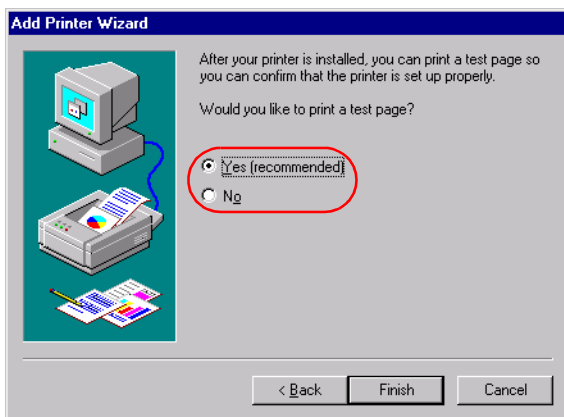 Add Printer Wizard
After your printer is installed, you can print a test page so
you can confirm that the printer is set up properly.
Would you like to print a test page?
Yes (recommended)
No
< Back Finish Cancel